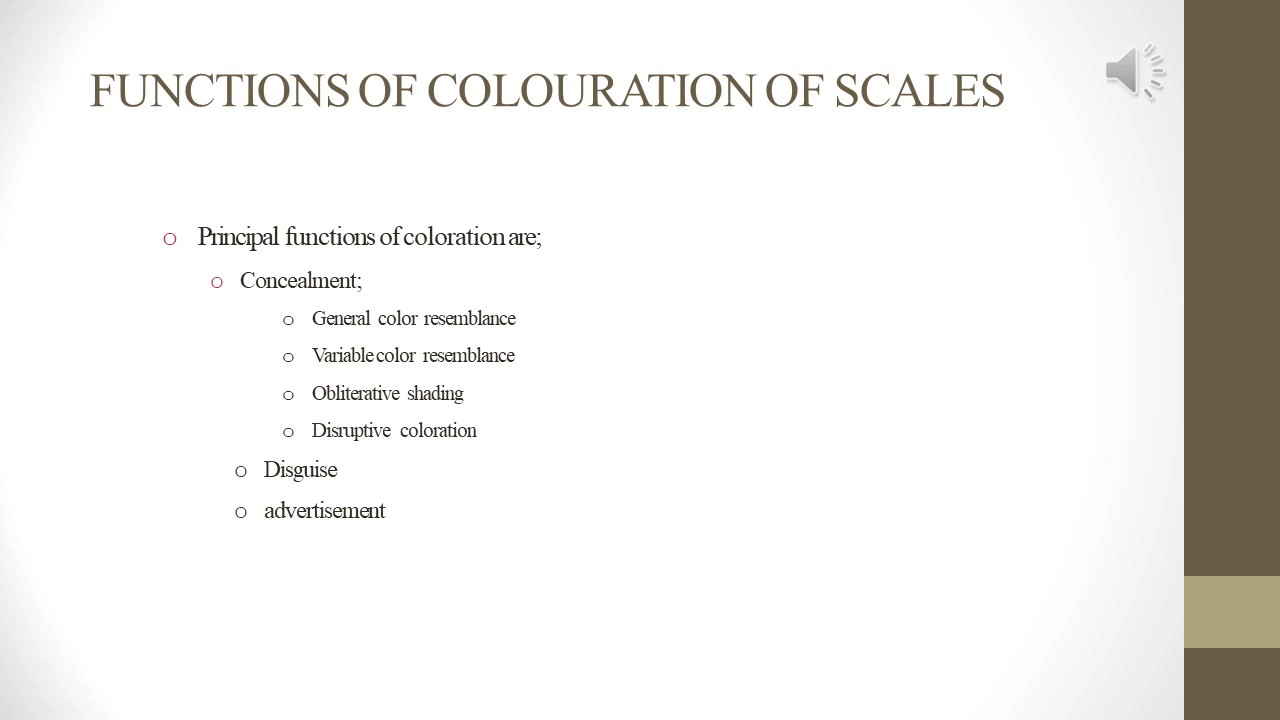 FUNCTIONS OF COLOURATION OF SCALES
o Principal functions of coloration are;
o Concealment;
o General color resemblance
o Variable color resemblance
o Obliterative shading
o Disruptive coloration
o Disguise
o advertisement